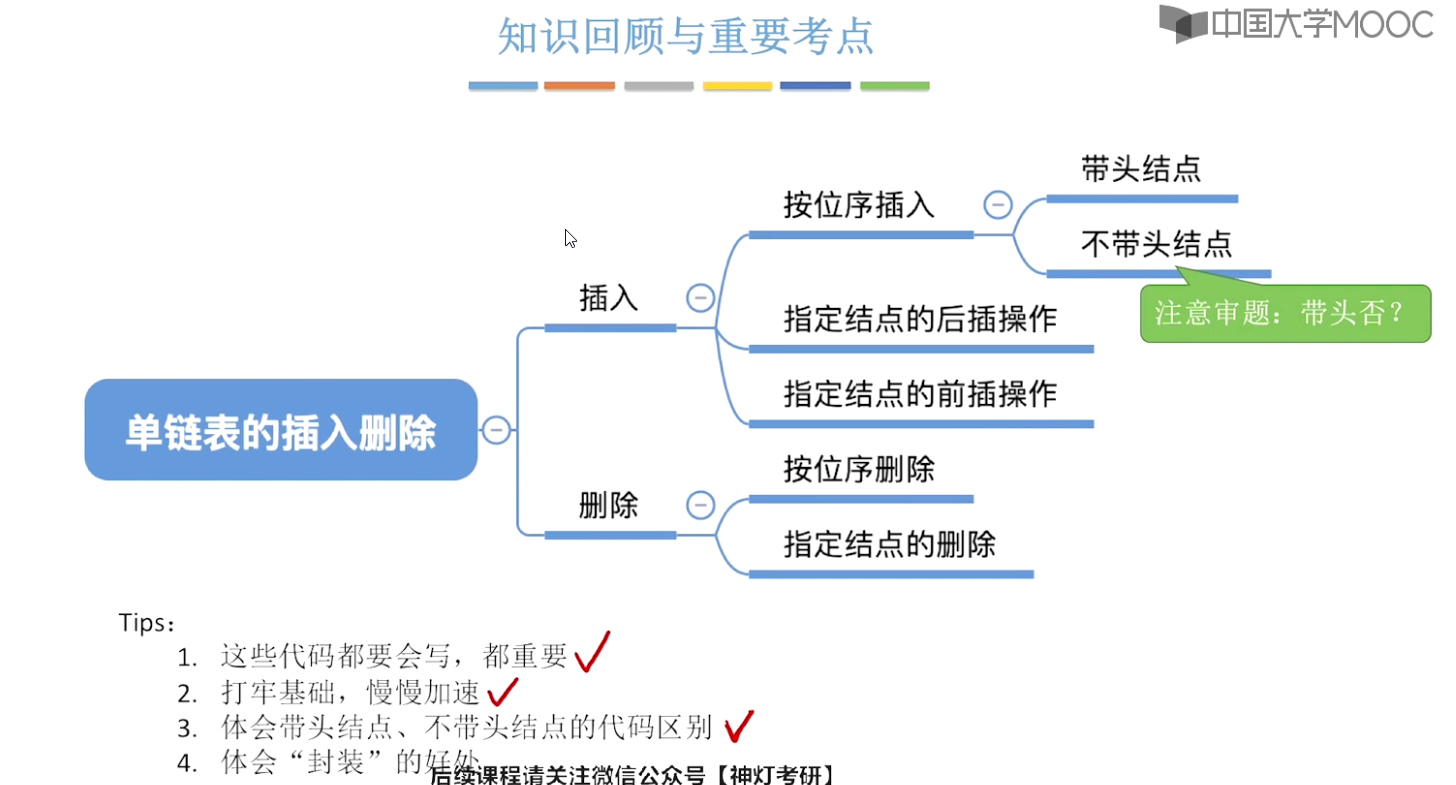 知识回顾与重要考点
中国大学MOOC
带头结点
按位序插入
不带头结点
插入
注意审题：带头否？
指定结点的后插操作
指定结点的前插操作
单链表的插入删除
按位序删除
删除
指定结点的删除
Tips：
1. 这些代码都要会写，都重要
2. 打牢基础，慢慢加速
3. 体会带头结点、不带头结点的代码区别
4. 体会“封装”的好处
后续课程请关注微信公众号【神灯考研】